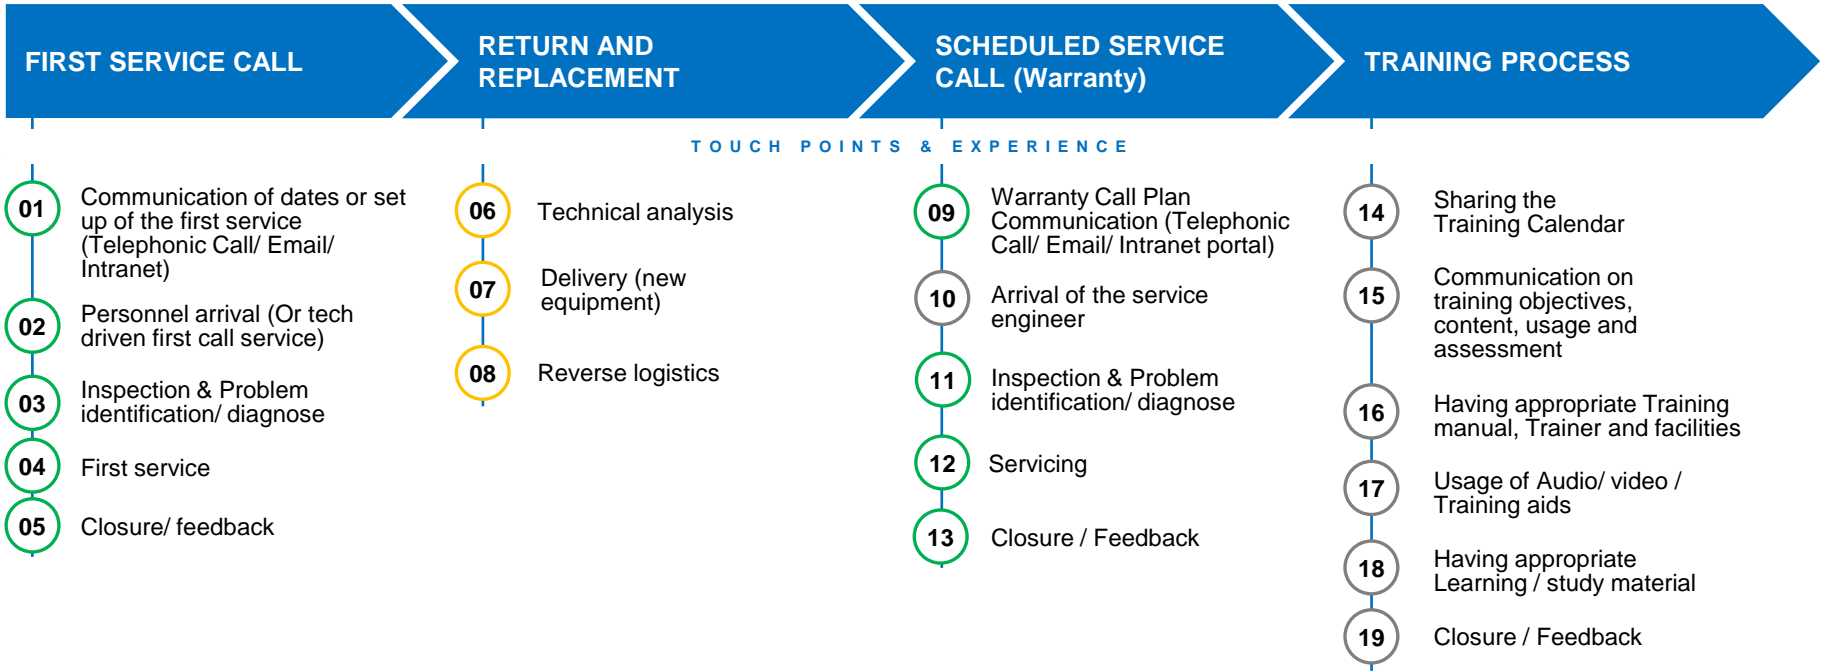 FIRST SERVICE CALL
RETURN AND
REPLACEMENT
SCHEDULED SERVICE
CALL (Warranty)
TRAINING PROCESS
TOUCH POINTS & EXPERIENCE
01
Communication of dates or set
up of the first service
(Telephonic Call/ Email/
Intranet)
02
Personnel arrival (Or tech
driven first call service)
03
Inspection & Problem
identification/ diagnose
04
First service
05
Closure/ feedback
06
Technical analysis
07
Delivery (new
equipment)
08
Reverse logistics
09
Warranty Call Plan
Communication (Telephonic
Call/ Email/ Intranet portal)
10
Arrival of the service
engineer
11
Inspection & Problem
identification/ diagnose
12
Servicing
13
Closure / Feedback
14
Sharing the
Training Calendar
15
Communication on
training objectives,
content, usage and
assessment
16
Having appropriate Training
manual, Trainer and facilities
17
Usage of Audio/ video /
Training aids
18
Having appropriate
Learning / study material
19
Closure / Feedback